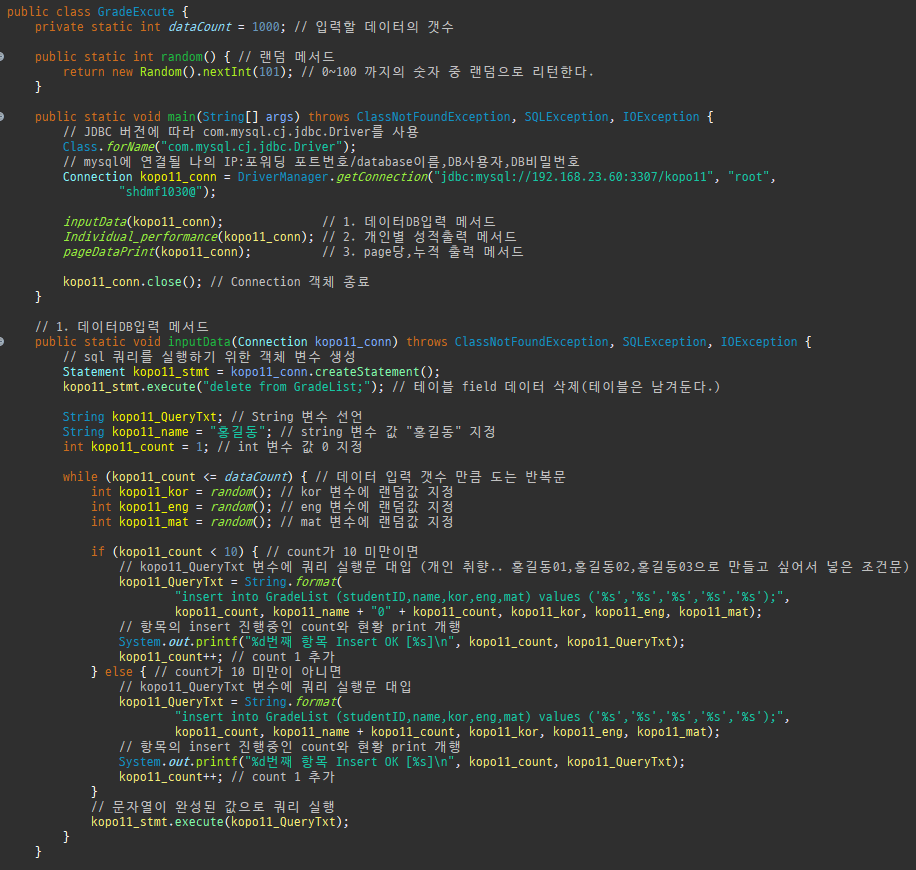 public class GradeExcute {
private static int dataCount = 1000; // 입력할 데이터의 갯수
public static int random() { // 랜덤 메서드
return new Random().nextInt(101); // 0~100 까지의 숫자 중 랜덤으로 리턴한다.
}
public static void main(String[] args) throws ClassNotFoundException, SQLException, IOException {
// JDBC 버전에 따라 com.mysql.cj.jdbc.Driver를 사용
Class.forName("com.mysql.cj.jdbc.Driver");
// mysql에 연결될 나의 IP:포워딩 포트번호/database이름,DB사용자,DB비밀번호
Connection kopo11_conn = DriverManager.getConnection("jdbc:mysql://192.168.23.60:3307/kopo11", "root",
"shdmf1030@");
inputData(kopo11_conn); // 1. 데이터DB입력 메서드
Individual_performance(kopo11_conn); // 2. 개인별 성적출력 메서드
pageDataPrint(kopo11_conn); // 3. page당,누적 출력 메서드
kopo11_conn.close(); // Connection 객체 종료
}
// 1. 데이터DB입력 메서드
public static void inputData(Connection kopo11_conn) throws ClassNotFoundException, SQLException, IOException {
// sql 쿼리를 실행하기 위한 객체 변수 생성
Statement kopo11_stmt = kopo11_conn.createStatement();
kopo11_stmt.execute("delete from GradeList;"); // 테이블 field 데이터 삭제(테이블은 남겨둔다.)
String kopo11_QueryTxt; // String 변수 선언
String kopo11_name = "홍길동"; // string 변수 값 "홍길동" 지정
int kopo11_count = 1; // int 변수 값 0 지정
while (kopo11_count <= dataCount) { // 데이터 입력 갯수 만큼 도는 반복문
int kopo11_kor = random(); // kor 변수에 랜덤값 지정
int kopo11_eng = random(); // eng 변수에 랜덤값 지정
int kopo11_mat = random(); // mat 변수에 랜덤값 지정
if (kopo11_count < 10) { // count가 10 미만이면
// kopo11_QueryTxt 변수에 쿼리 실행문 대입 (개인 취향.. 홍길동01,홍길동02,홍길동03으로 만들고 싶어서 넣은 조건문)
kopo11_QueryTxt = String.format(
"insert into GradeList (studentID,name,kor,eng,mat) values ('%s','%s','%s','%s','%s');",
kopo11_count, kopo11_name + "0" + kopo11_count, kopo11_kor, kopo11_eng, kopo11_mat);
// 항목의 insert 진행중인 count와 현황 print 개행
System.out.printf("%d번째 항목 Insert OK [%s]\n", kopo11_count, kopo11_QueryTxt);
kopo11_count++; // count 1 추가
} else { // count가 10 미만이 아니면
// kopo11_QueryTxt 변수에 쿼리 실행문 대입
kopo11_QueryTxt = String.format(
"insert into GradeList (studentID,name,kor,eng,mat) values ('%s','%s','%s','%s','%s');",
kopo11_count, kopo11_name + kopo11_count, kopo11_kor, kopo11_eng, kopo11_mat);
// 항목의 insert 진행중인 count와 현황 print 개행
System.out.printf("%d번째 항목 Insert OK [%s]\n", kopo11_count, kopo11_QueryTxt);
kopo11_count++; // count 1 추가
}
// 문자열이 완성된 값으로 쿼리 실행
kopo11_stmt.execute(kopo11_QueryTxt);
}
}